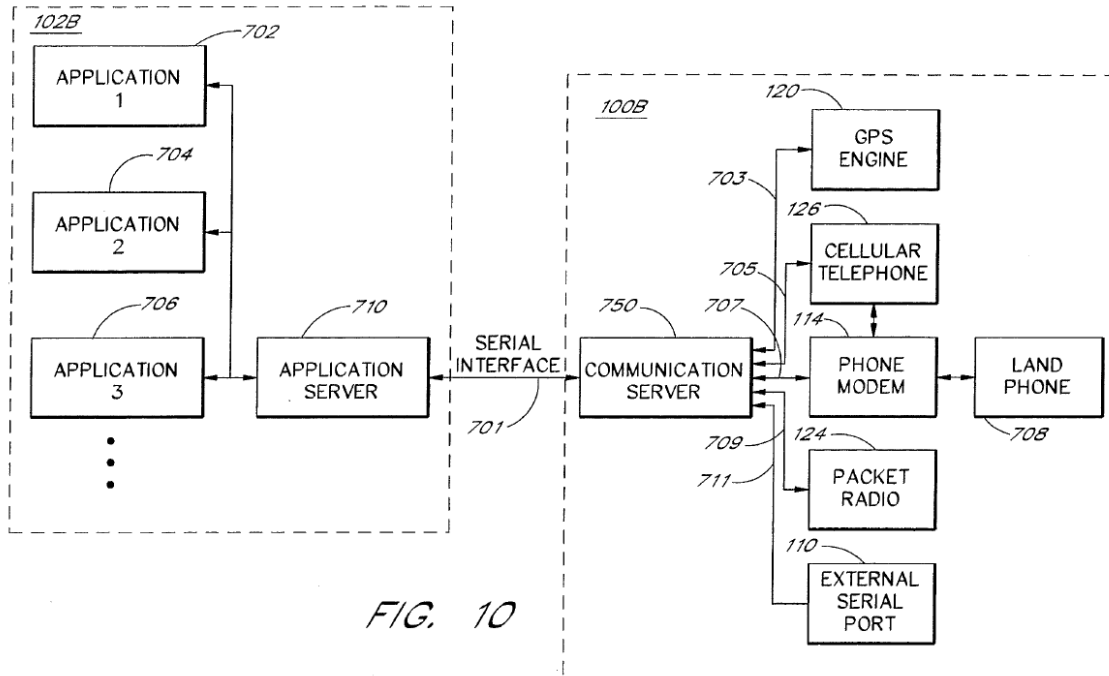 102B
702
APPLICATION
1
704
APPLICATION
2
706
APPLICATION
3
710
APPLICATION
SERVER
SERIAL
INTERFACE
701
100B
120
GPS
ENGINE
703
126
CELLULAR
TELEPHONE
705
750
707
114
COMMUNICATION
SERVER
PHONE
MODEM
LAND
PHONE
708
709
124
711
PACKET
RADIO
110
EXTERNAL
SERIAL
PORT
FIG. 10